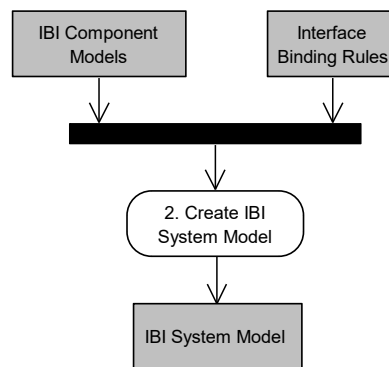 IBI Component
Models
Interface
Binding Rules
2. Create IBI
System Model
IBI System Model